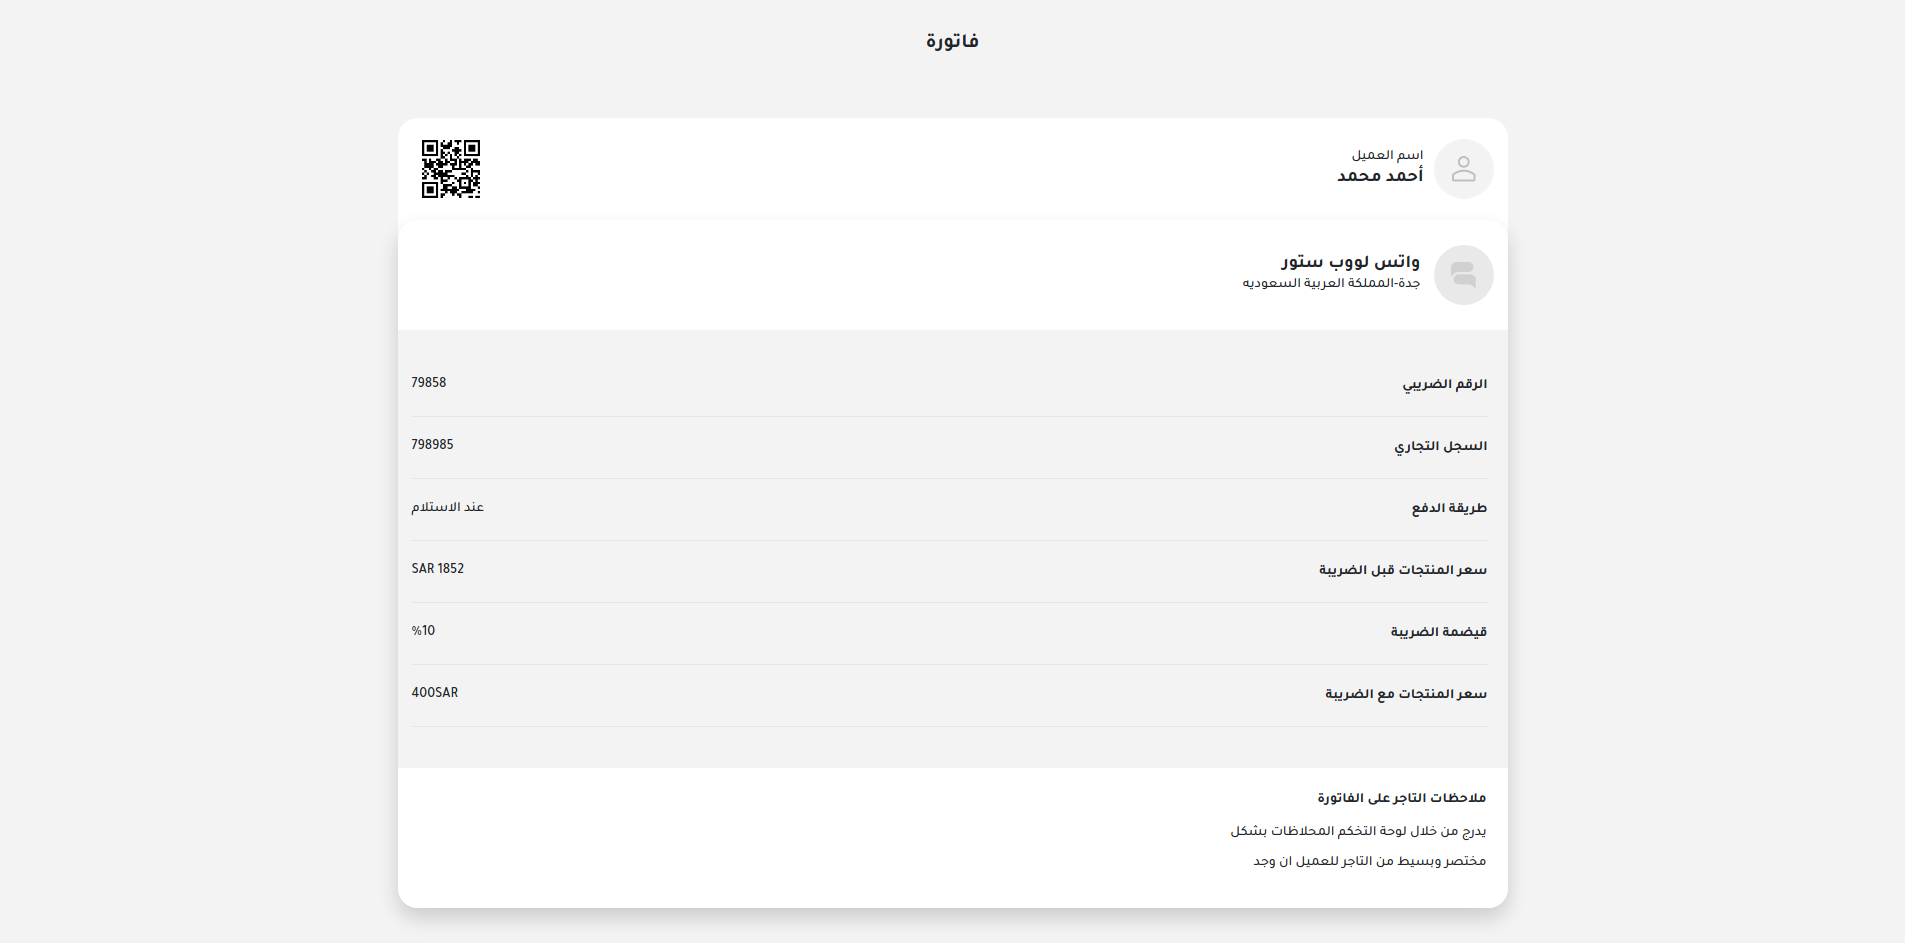 فاتورة
اسم العميل
أحمد محمد
واتس لووب ستور
جدة-المملكة العربية السعوديه
الرقم الضريبي 79858
السجل التجاري 798985
طريقة الدفع عند الاستلام
سعر المنتجات قبل الضريبة SAR 1852
قيضمة الضريبة %10
سعر المنتجات مع الضريبة 400SAR
ملاحظات التاجر على الفاتورة
يدرج من خلال لوحة التخكم المحلاظات بشكل
مختصر وبسيط من التاجر للعميل ان وجد